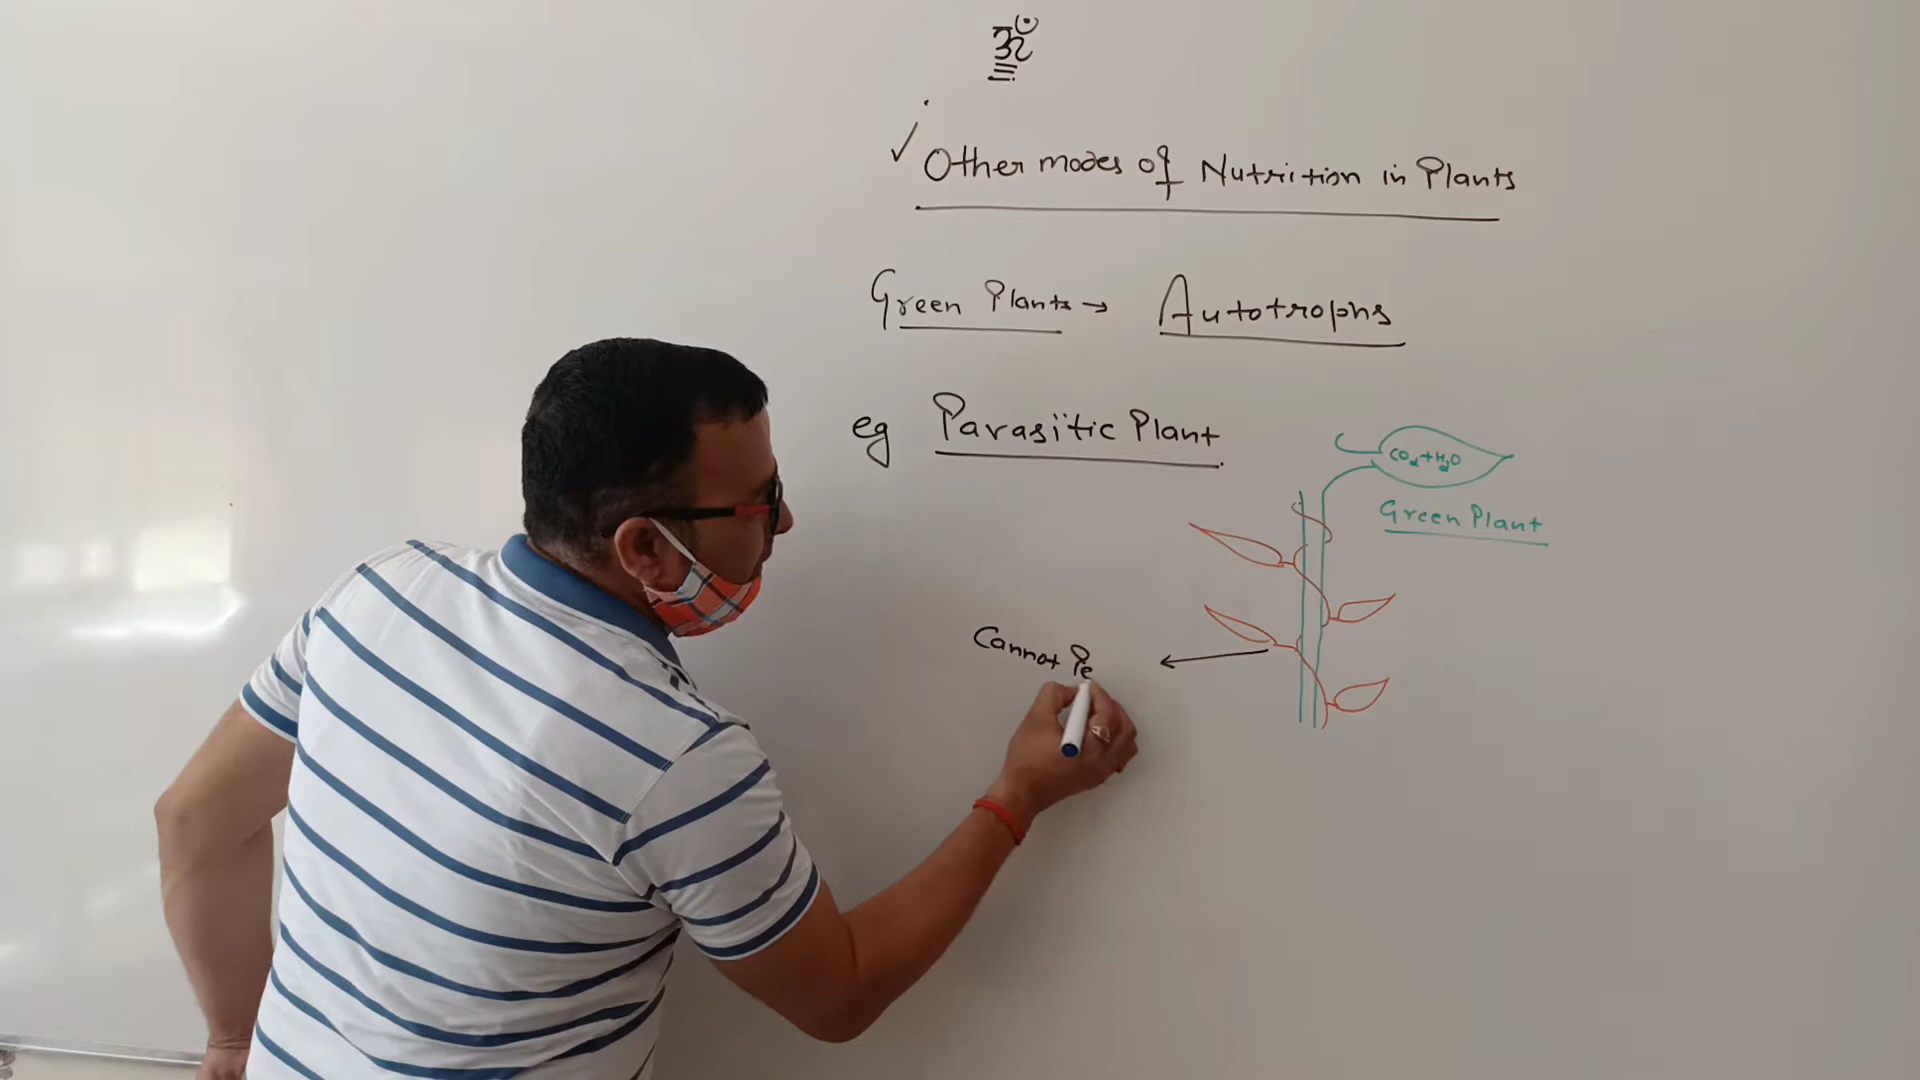 ॐ
Other modes of Nutrition in Plants
Green Plants → Autotrophs
eg Parasitic Plant
CO2+H2O
Green Plant
Cannot Pe